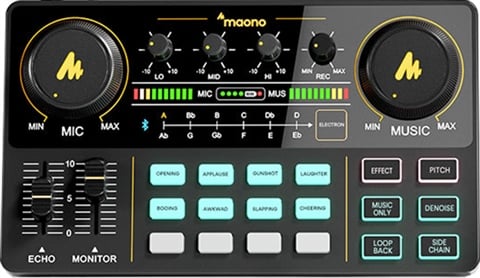 maono
-10 +10 -10 +10 -10 +10 MIN MAX
LO MID HI REC
MIC MUS
MIN MAX
MIC
MIN MAX
MUSIC
A Bb B C D E
Ab G F Db Eb
ELECTRON
OPENING APPLAUSE GUNSHOT LAUGHTER
BOOING AWKWAD SLAPPING CHEERING
EFFECT PITCH
MUSIC ONLY DENOISE
LOOP BACK SIDE CHAIN
10
5
0
ECHO MONITOR